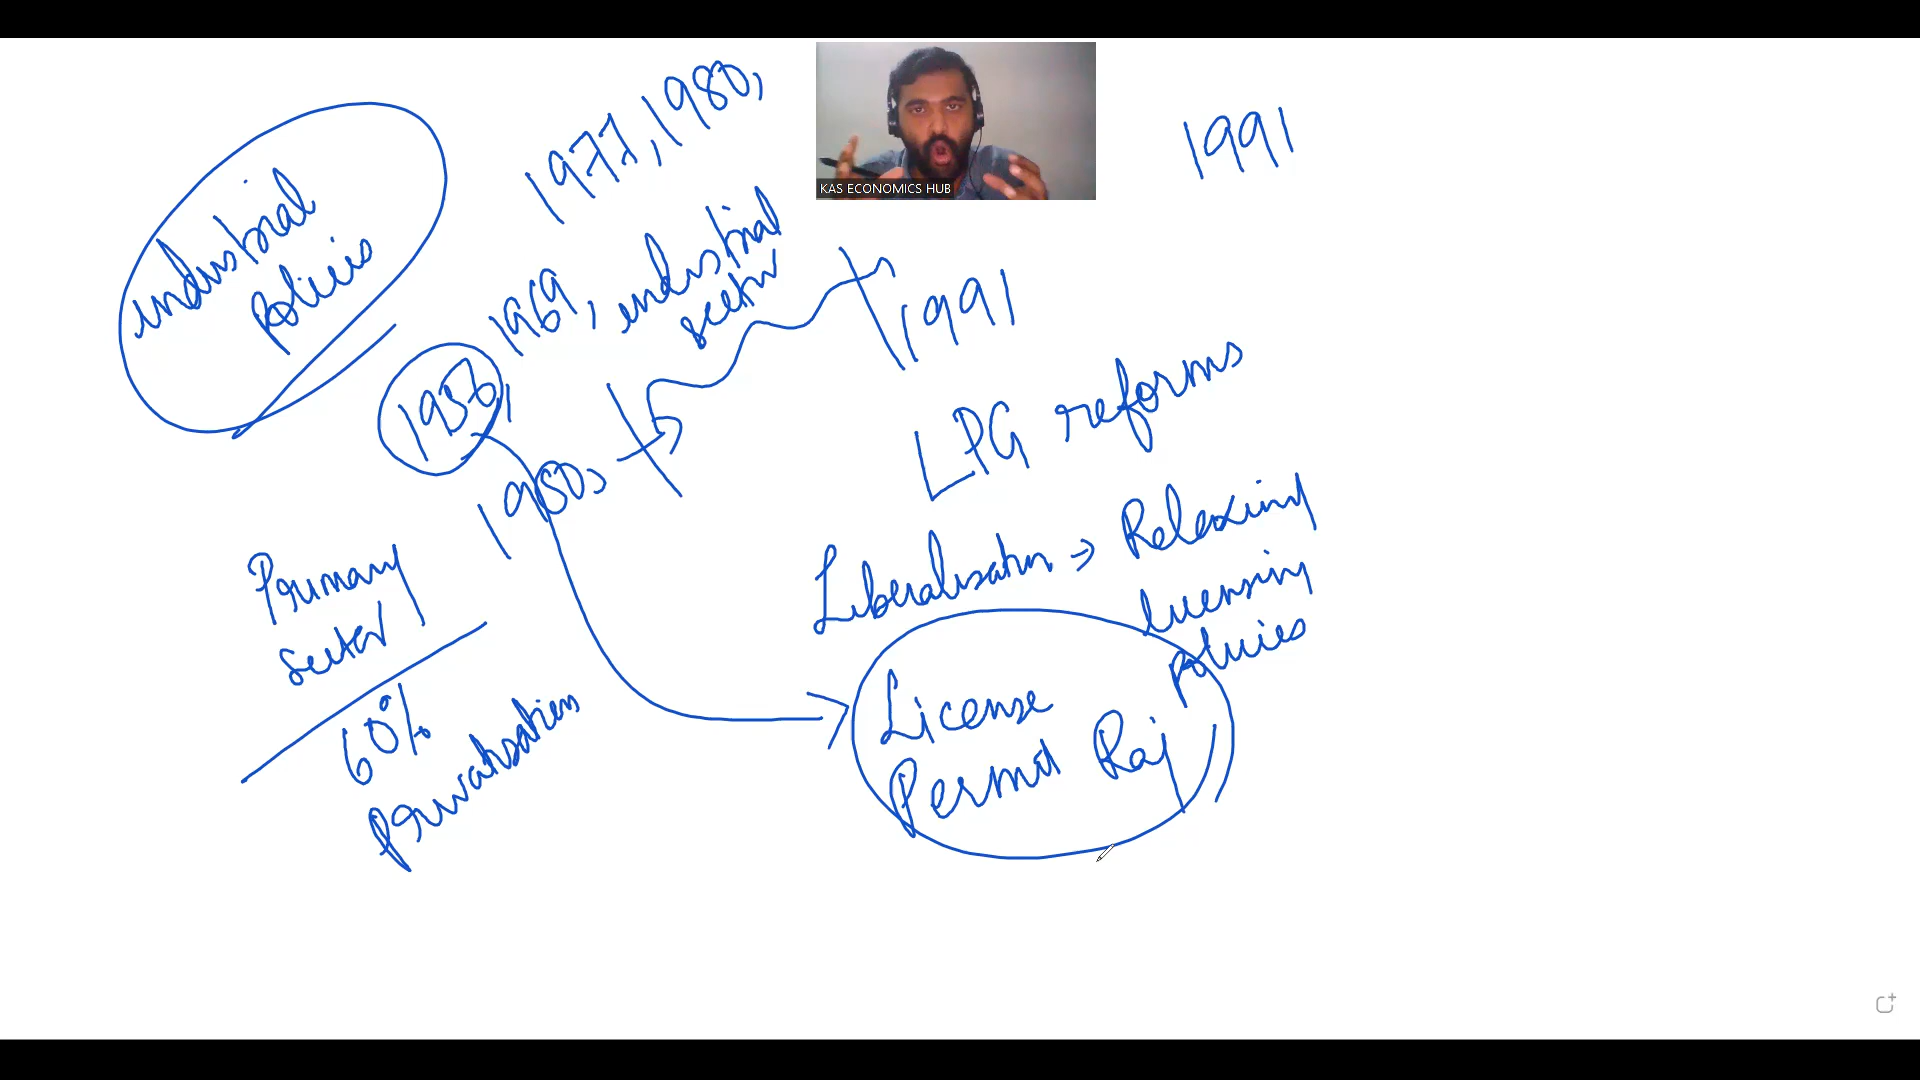 industrial
policies
1977, 1980,
1969, industrial
sector
1956,
1950s
1991
1991
LPG reforms
Liberalisation → Relaxing
licensing
policies
License
Permit Raj
Primary
sector
60%
privatisation
KAS ECONOMICS HUB